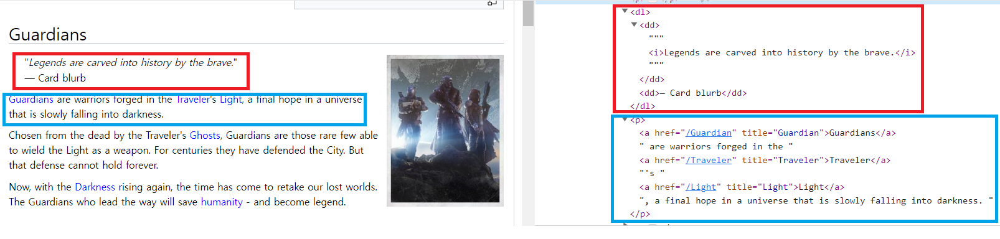 Guardians
"Legends are carved into history by the brave."
— Card blurb
Guardians are warriors forged in the Traveler's Light, a final hope in a universe
that is slowly falling into darkness.
Chosen from the dead by the Traveler's Ghosts, Guardians are those rare few able
to wield the Light as a weapon. For centuries they have defended the City. But
that defense cannot hold forever.
Now, with the Darkness rising again, the time has come to retake our lost worlds.
The Guardians who lead the way will save humanity - and become legend.
<dl>
<dd>
"""
<i>Legends are carved into history by the brave.</i>
"""
</dd>
<dd>— Card blurb</dd>
</dl>
<p>
<a href="/Guardian" title="Guardian">Guardians</a>
" are warriors forged in the "
<a href="/Traveler" title="Traveler">Traveler</a>
"'s "
<a href="/Light" title="Light">Light</a>
", a final hope in a universe that is slowly falling into darkness. "
</p>